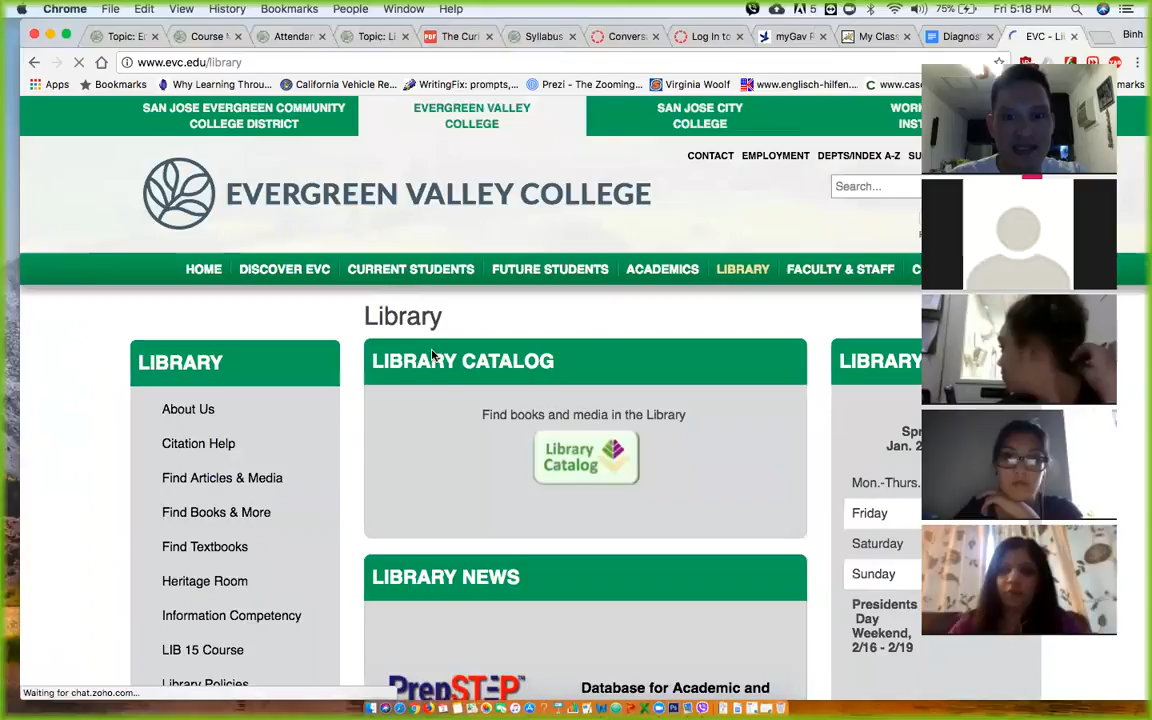 Chrome File Edit View History Bookmarks People Window Help
5 75% Fri 5:18 PM
Topic: E Course Attendar Topic: Li The Cur Syllabus Convers Log In to myGav F My Class Diagnos EVC - Li Binh
www.evc.edu/library
Apps Bookmarks Why Learning Throu... California Vehicle Re... WritingFix: prompts,... Prezi - The Zooming... Virginia Woolf www.englisch-hilfen... www.case
SAN JOSE EVERGREEN COMMUNITY
COLLEGE DISTRICT
EVERGREEN VALLEY
COLLEGE
SAN JOSE CITY
COLLEGE
WOR
INST
CONTACT EMPLOYMENT DEPTS/INDEX A-Z SU
EVERGREEN VALLEY COLLEGE
Search...
HOME DISCOVER EVC CURRENT STUDENTS FUTURE STUDENTS ACADEMICS LIBRARY FACULTY & STAFF C
Library
LIBRARY
About Us
Citation Help
Find Articles & Media
Find Books & More
Find Textbooks
Heritage Room
Information Competency
LIB 15 Course
Library Policies
LIBRARY CATALOG
Find books and media in the Library
Library
Catalog
LIBRARY NEWS
PrepSTEP
Database for Academic and
LIBRARY
Spr
Jan. 2
Mon.-Thurs.
Friday
Saturday
Sunday
Presidents
Day
Weekend,
2/16 - 2/19
Waiting for chat.zoho.com...